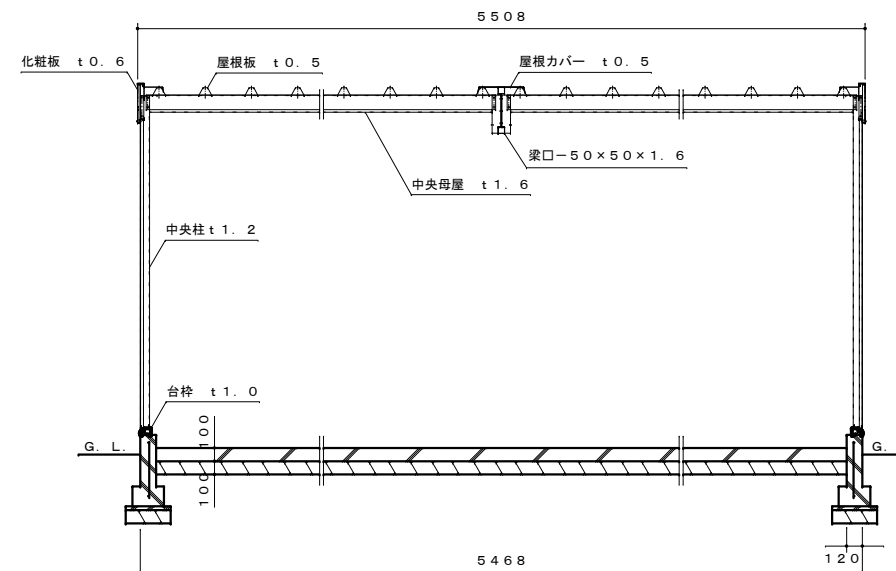 ５５０８
化粧板　ｔ０．６
屋根板　ｔ０．５
屋根カバー　ｔ０．５
梁ロ－５０×５０×１．６
中央母屋　ｔ１．６
中央柱ｔ１．２
台枠　ｔ１．０
Ｇ．Ｌ．
１００
１００
Ｇ．
５４６８
１２０